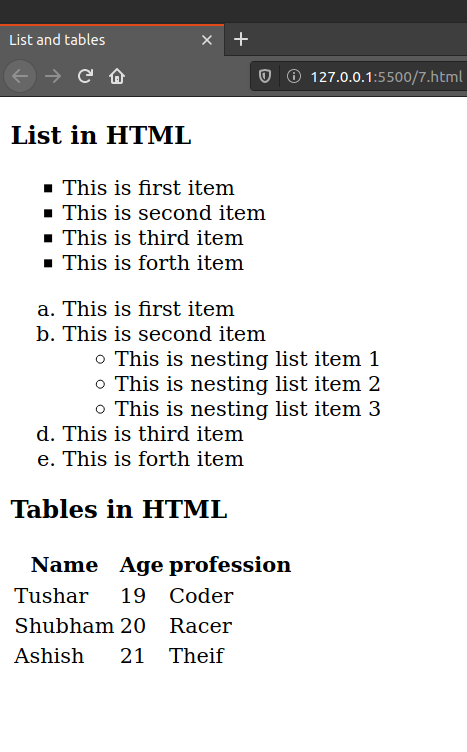 List and tables
127.0.0.1:5500/7.html
List in HTML
This is first item
This is second item
This is third item
This is forth item
a. This is first item
b. This is second item
This is nesting list item 1
This is nesting list item 2
This is nesting list item 3
d. This is third item
e. This is forth item
Tables in HTML
Name Age profession
Tushar 19 Coder
Shubham 20 Racer
Ashish 21 Theif